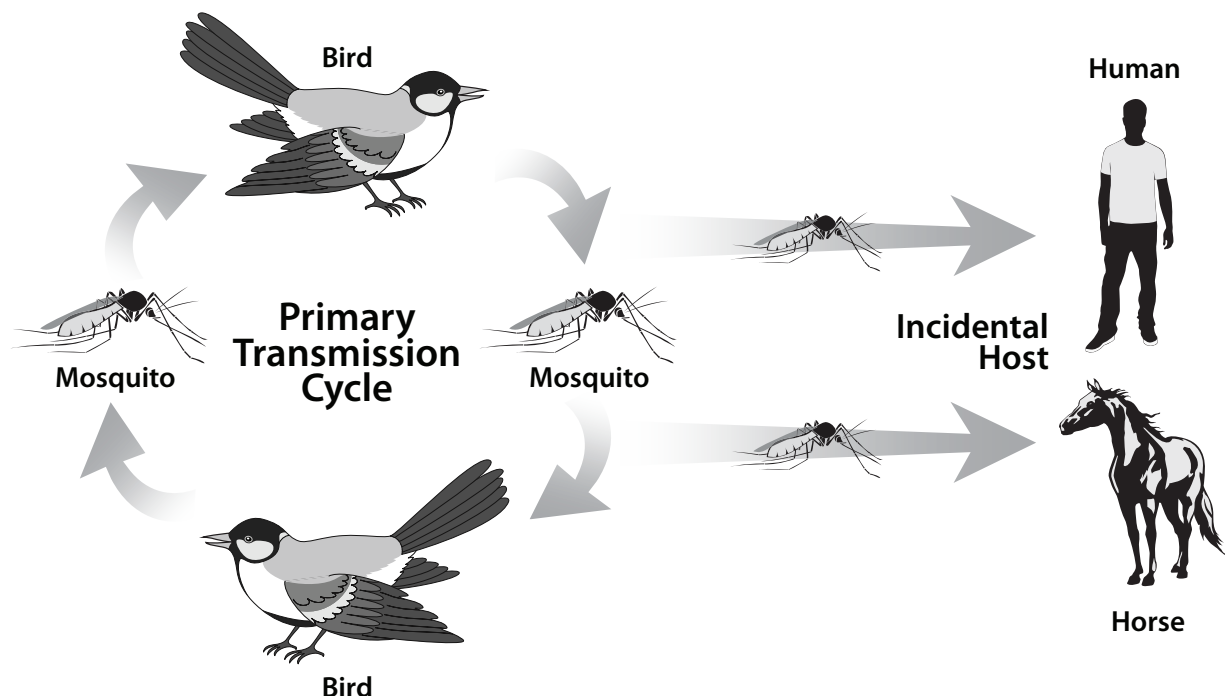 Bird
Human
Primary
Transmission
Cycle
Incidental
Host
Mosquito
Mosquito
Horse
Bird